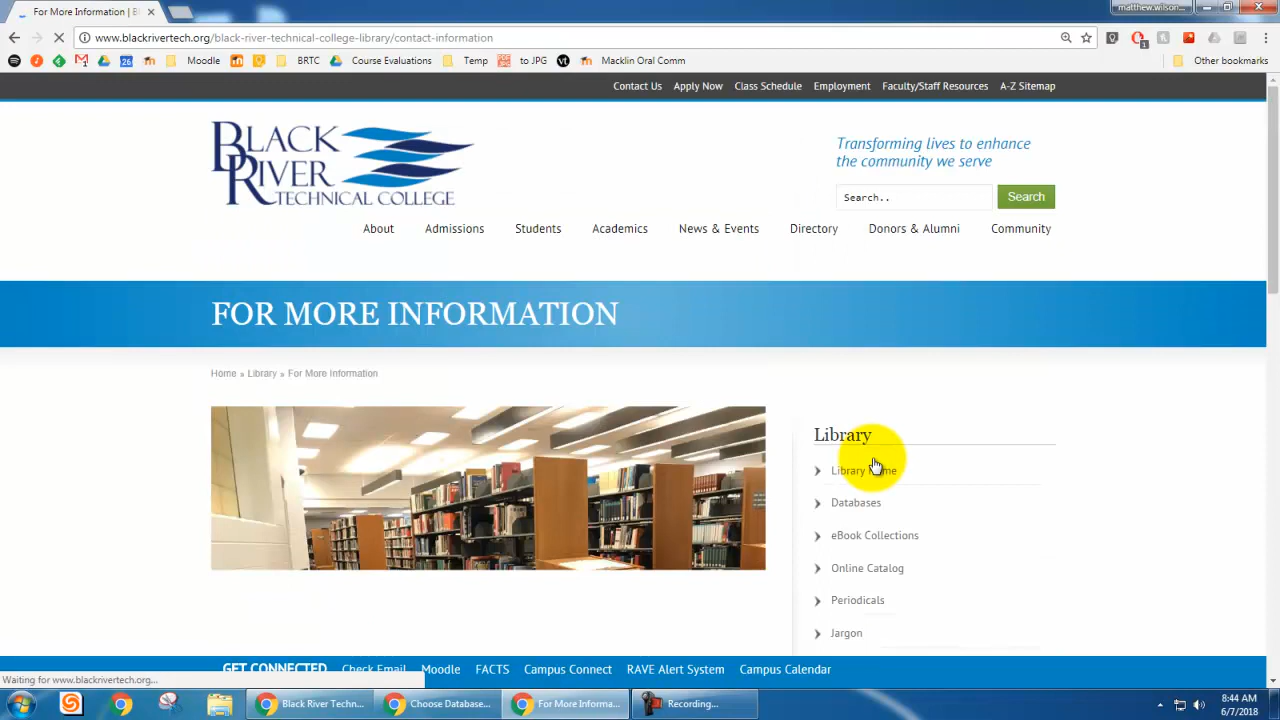 For More Information | B
matthew.wilson...
www.blackrivertech.org/black-river-technical-college-library/contact-information
Moodle BRTC Course Evaluations Temp to JPG Macklin Oral Comm Other bookmarks
Contact Us Apply Now Class Schedule Employment Faculty/Staff Resources A-Z Sitemap
BLACK
RIVER
TECHNICAL COLLEGE
Transforming lives to enhance
the community we serve
Search.. Search
About Admissions Students Academics News & Events Directory Donors & Alumni Community
FOR MORE INFORMATION
Home » Library » For More Information
Library
Library Home
Databases
eBook Collections
Online Catalog
Periodicals
Jargon
GET CONNECTED Check Email Moodle FACTS Campus Connect RAVE Alert System Campus Calendar
Waiting for www.blackrivertech.org...
Black River Techn... Choose Database... For More Informa... Recording...
8:44 AM
6/7/2018